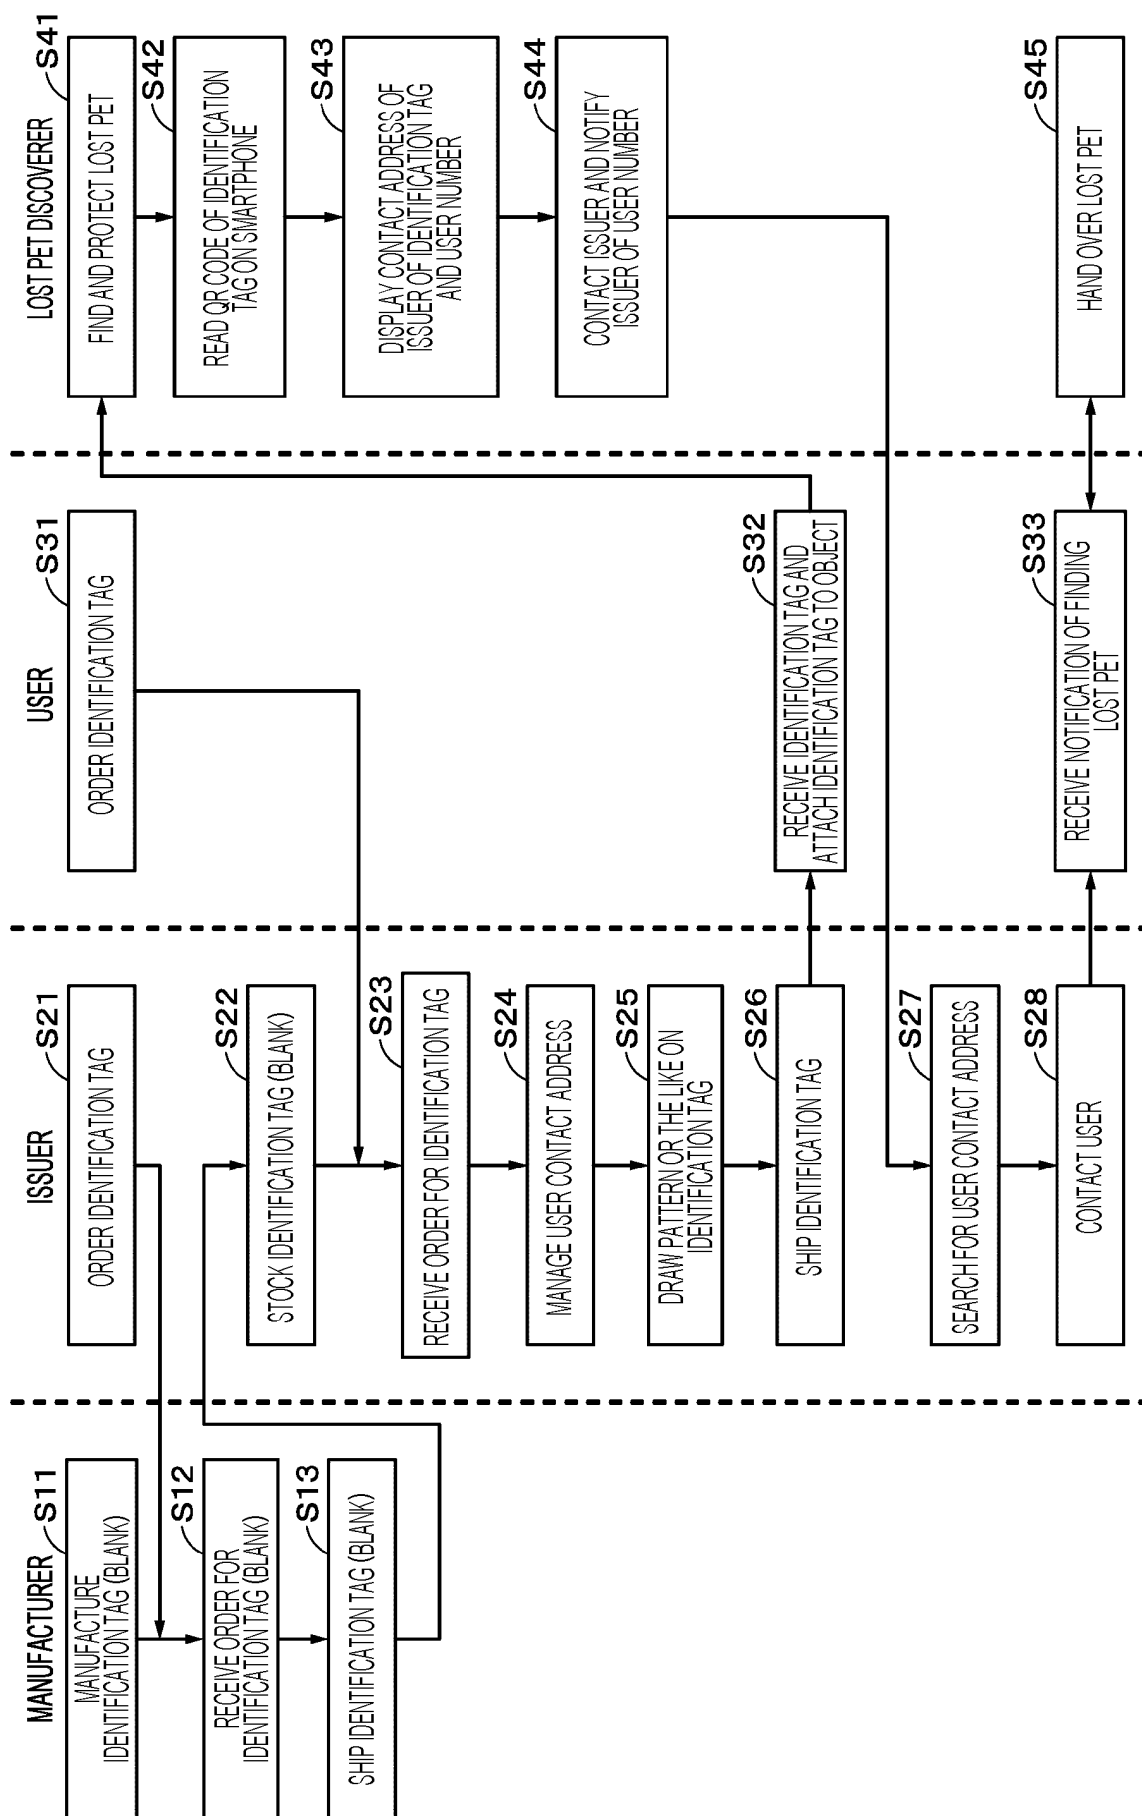 MANUFACTURER
S11
MANUFACTURE
IDENTIFICATION TAG (BLANK)
S12
RECEIVE ORDER FOR
IDENTIFICATION TAG (BLANK)
S13
SHIP IDENTIFICATION TAG (BLANK)
ISSUER
S21
ORDER IDENTIFICATION TAG
S22
STOCK IDENTIFICATION TAG (BLANK)
S23
RECEIVE ORDER FOR IDENTIFICATION TAG
S24
MANAGE USER CONTACT ADDRESS
S25
DRAW PATTERN OR THE LIKE ON
IDENTIFICATION TAG
S26
SHIP IDENTIFICATION TAG
S27
SEARCH FOR USER CONTACT ADDRESS
S28
CONTACT USER
USER
S31
ORDER IDENTIFICATION TAG
S32
RECEIVE IDENTIFICATION TAG AND
ATTACH IDENTIFICATION TAG TO OBJECT
S33
RECEIVE NOTIFICATION OF FINDING
LOST PET
LOST PET DISCOVERER
S41
FIND AND PROTECT LOST PET
S42
READ QR CODE OF IDENTIFICATION
TAG ON SMARTPHONE
S43
DISPLAY CONTACT ADDRESS OF
ISSUER OF IDENTIFICATION TAG
AND USER NUMBER
S44
CONTACT ISSUER AND NOTIFY
ISSUER OF USER NUMBER
S45
HAND OVER LOST PET